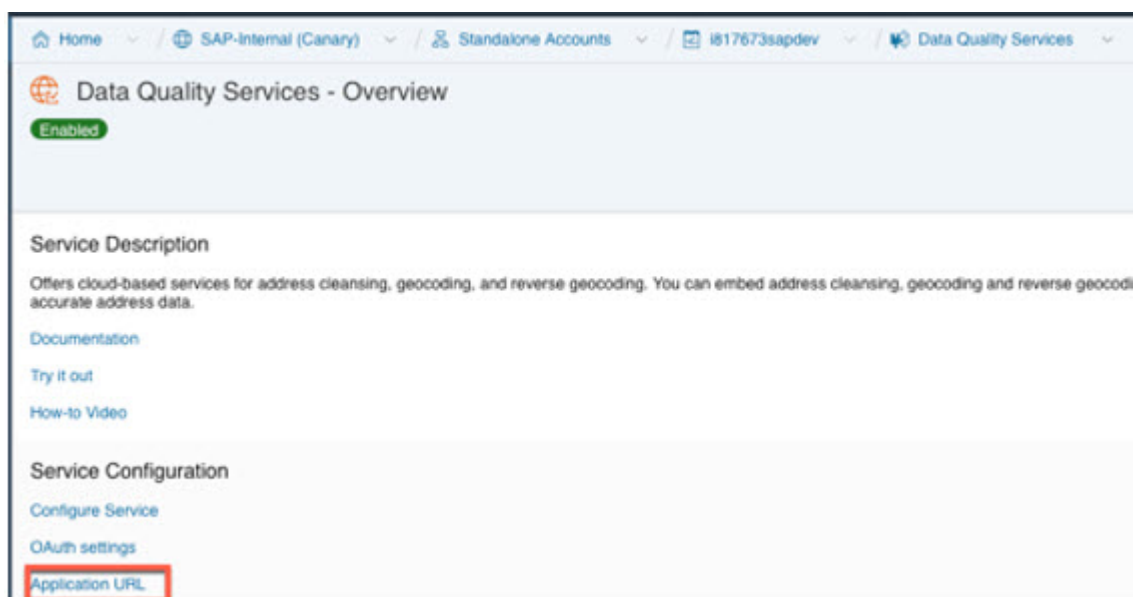 Home / SAP-Internal (Canary) / Standalone Accounts / i817673sapdev / Data Quality Services
Data Quality Services - Overview
Enabled
Service Description
Offers cloud-based services for address cleansing, geocoding, and reverse geocoding. You can embed address cleansing, geocoding and reverse geocodi
accurate address data.
Documentation
Try it out
How-to Video
Service Configuration
Configure Service
OAuth settings
Application URL